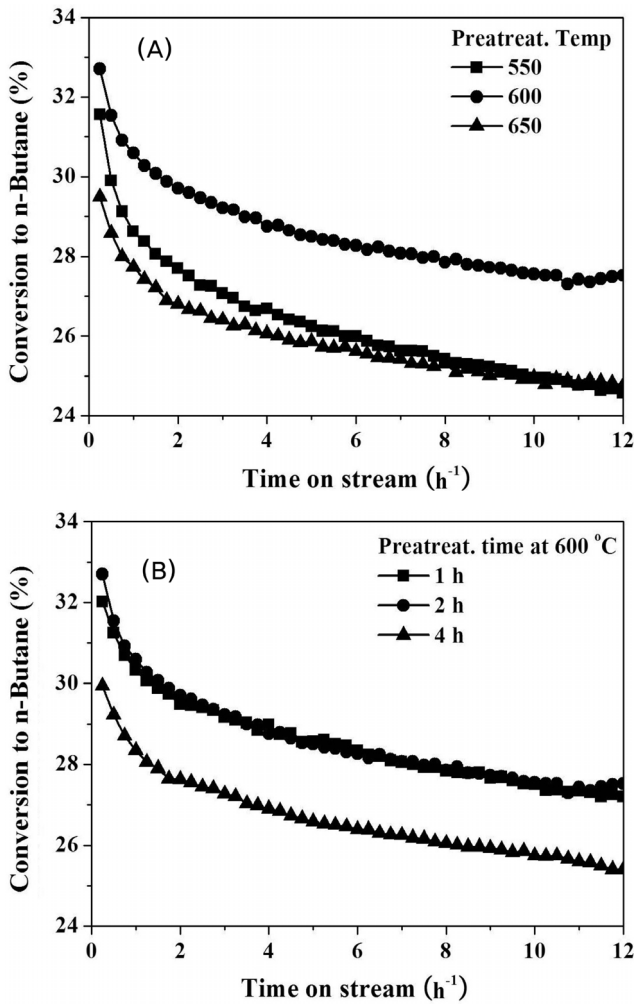 (A)
Preatreat. Temp
550
600
650
Conversion to n-Butane (%)
34
32
30
28
26
24
0 2 4 6 8 10 12
Time on stream (h-1)
(B)
Preatreat. time at 600 °C
1 h
2 h
4 h
Conversion to n-Butane (%)
34
32
30
28
26
24
0 2 4 6 8 10 12
Time on stream (h-1)